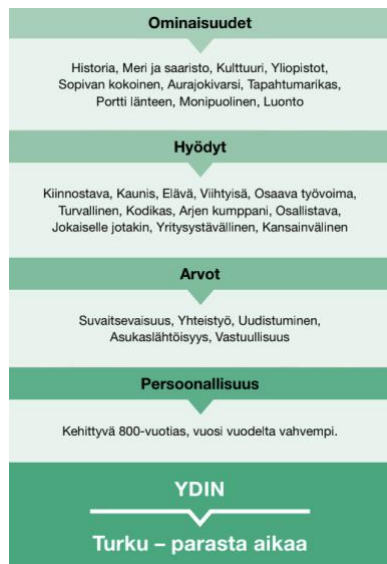 Ominaisuudet
Historia, Meri ja saaristo, Kulttuuri, Yliopistot,
Sopivan kokoinen, Aurajokivarsi, Tapahtumarikas,
Portti länteen, Monipuolinen, Luonto
Hyödyt
Kiinnostava, Kaunis, Elävä, Viihtyisä, Osaava työvoima,
Turvallinen, Kodikas, Arjen kumppani, Osallistava,
Jokaiselle jotakin, Yritysystävällinen, Kansainvälinen
Arvot
Suvaitsevaisuus, Yhteistyö, Uudistuminen,
Asukaslähtöisyys, Vastuullisuus
Persoonallisuus
Kehittyvä 800-vuotias, vuosi vuodelta vahvempi.
YDIN
Turku – parasta aikaa